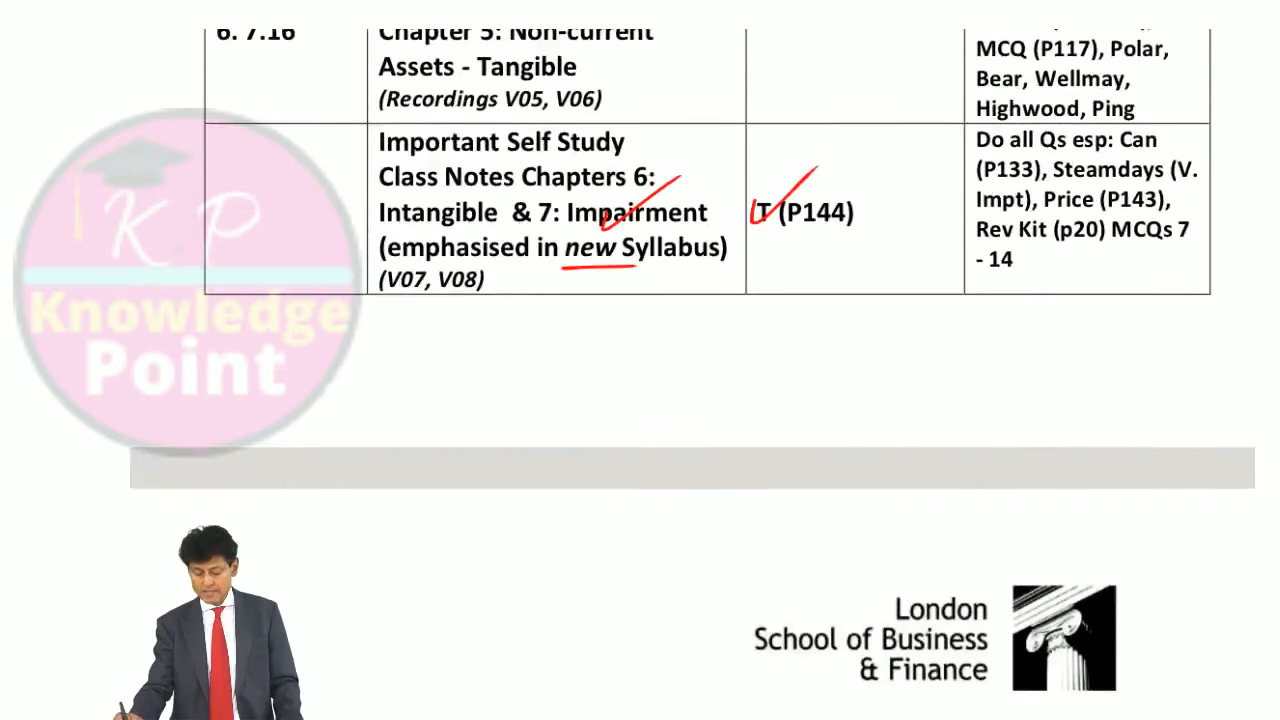 6. 7.16
Chapter 5: Non-current
Assets - Tangible
(Recordings V05, V06)
MCQ (P117), Polar,
Bear, Wellmay,
Highwood, Ping
Important Self Study
Class Notes Chapters 6:
Intangible & 7: Impairment
(emphasised in new Syllabus)
(V07, V08)
T (P144)
Do all Qs esp: Can
(P133), Steamdays (V.
Impt), Price (P143),
Rev Kit (p20) MCQs 7
- 14
K P
Knowledge
Point
London
School of Business
& Finance